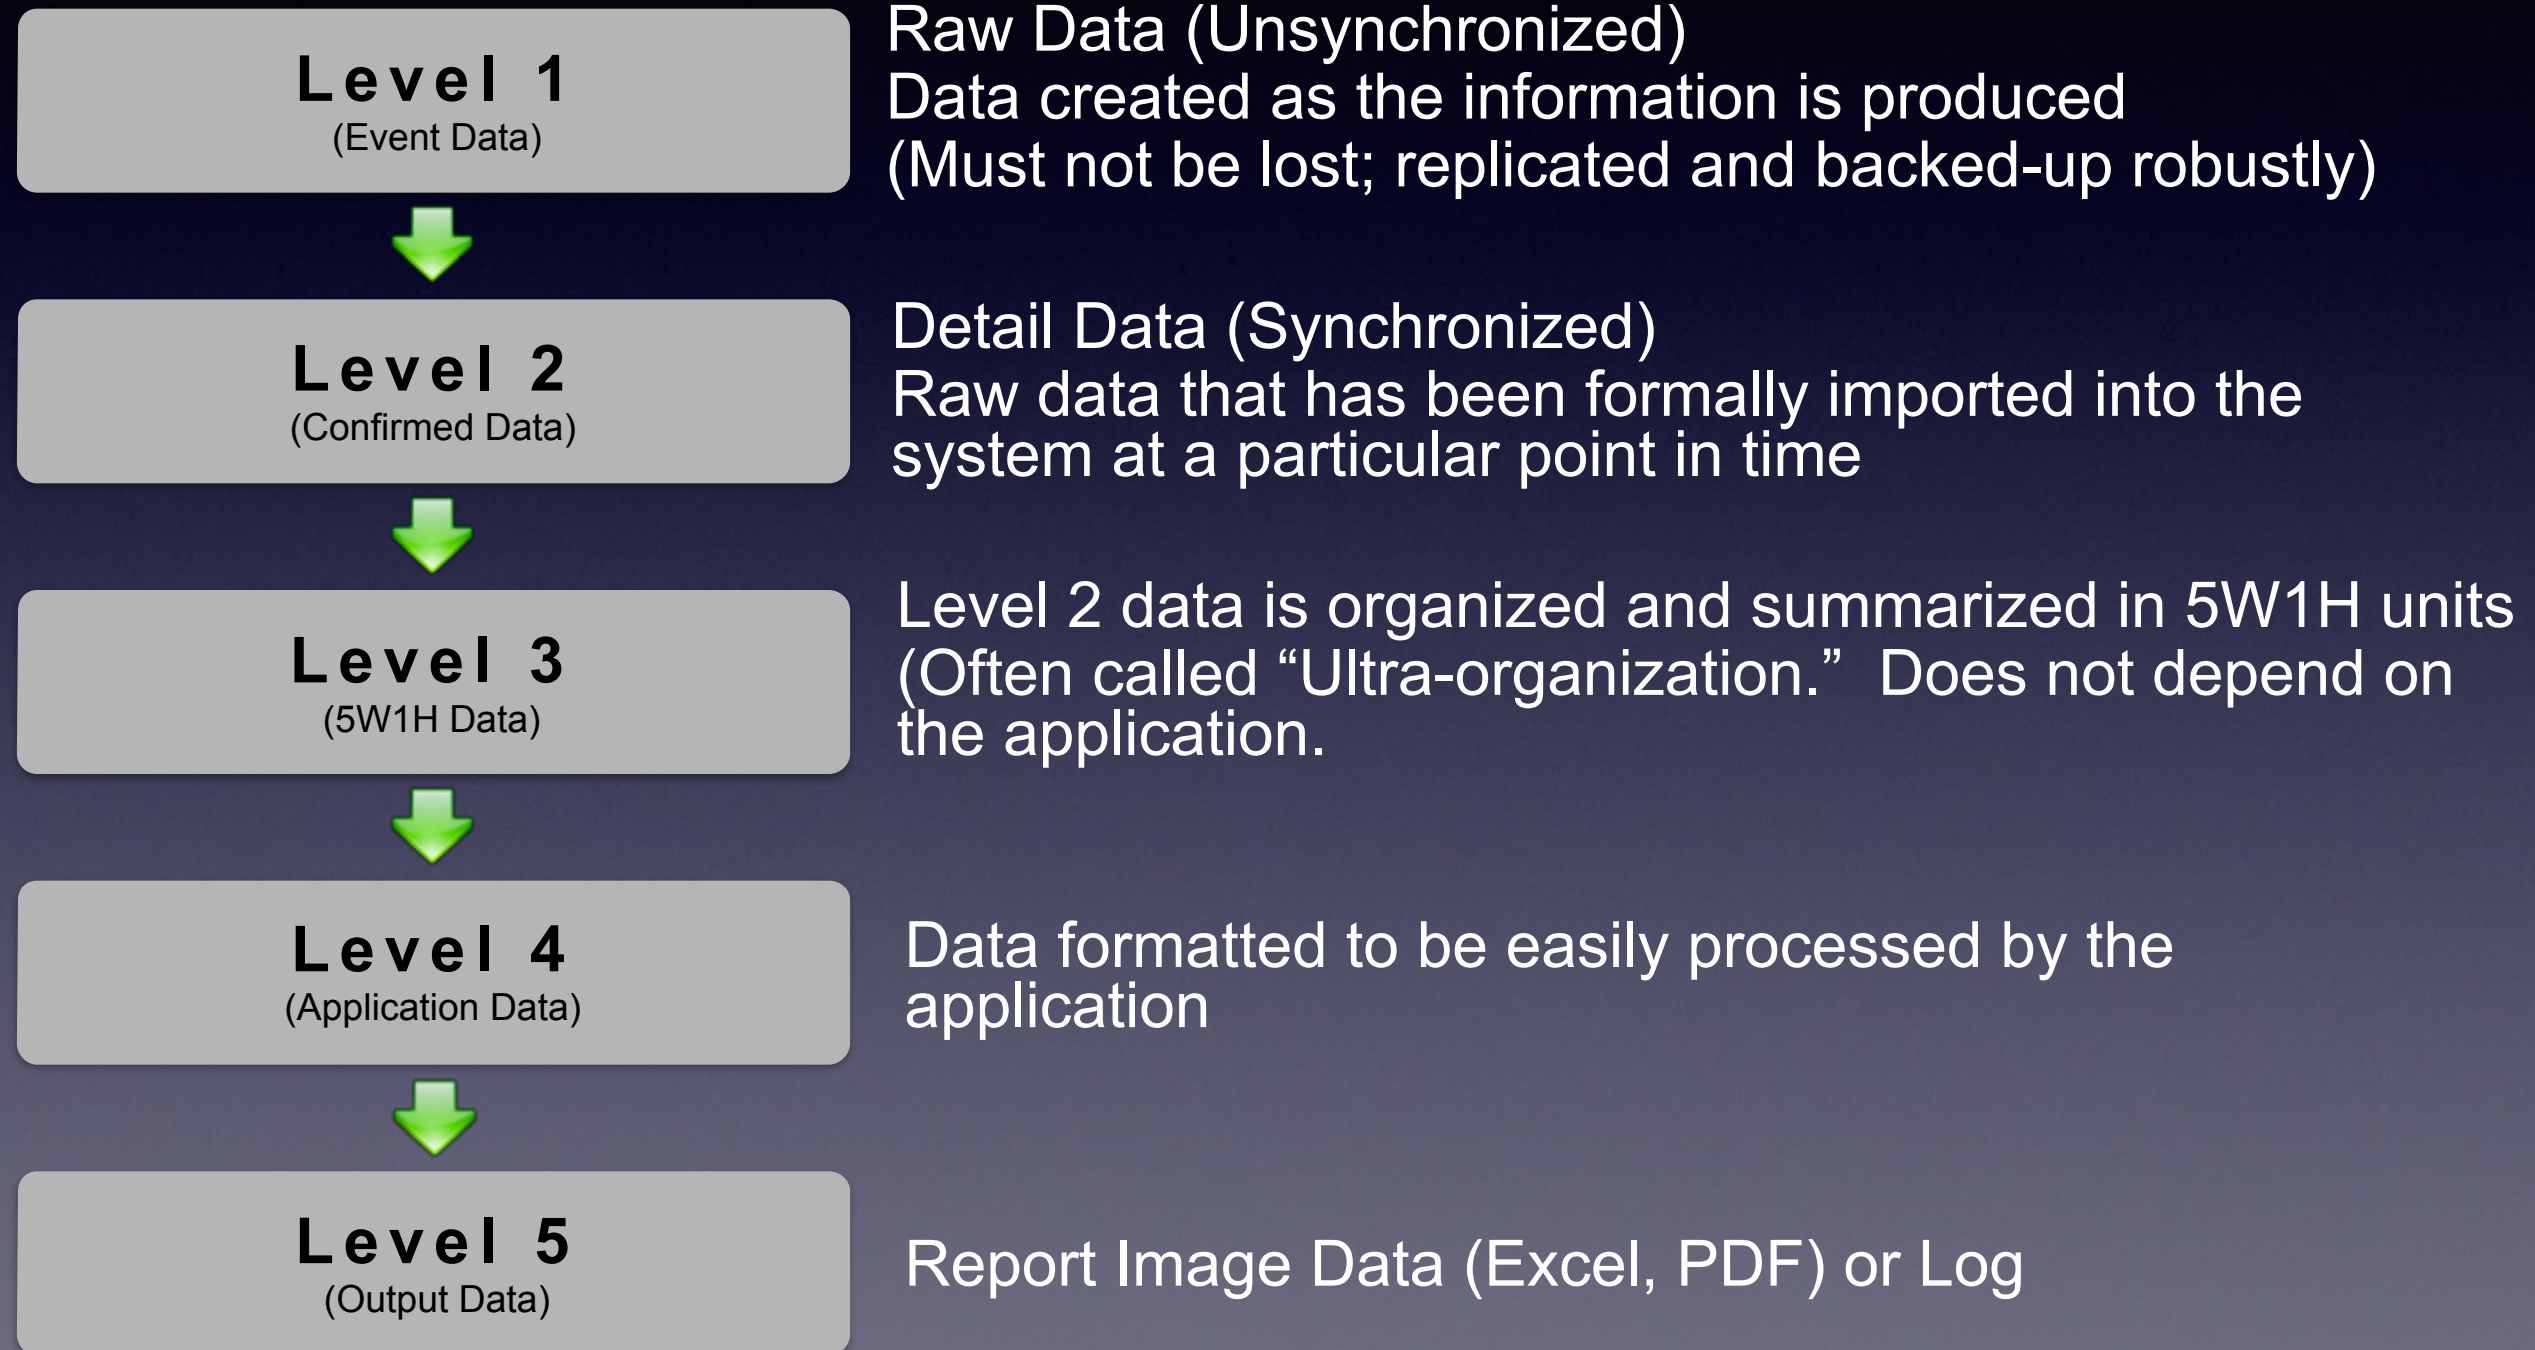 Level 1
(Event Data)
Raw Data (Unsynchronized)
Data created as the information is produced
(Must not be lost; replicated and backed-up robustly)
Level 2
(Confirmed Data)
Detail Data (Synchronized)
Raw data that has been formally imported into the
system at a particular point in time
Level 3
(5W1H Data)
Level 2 data is organized and summarized in 5W1H units
(Often called “Ultra-organization.”  Does not depend on
the application.
Level 4
(Application Data)
Data formatted to be easily processed by the
application
Level 5
(Output Data)
Report Image Data (Excel, PDF) or Log